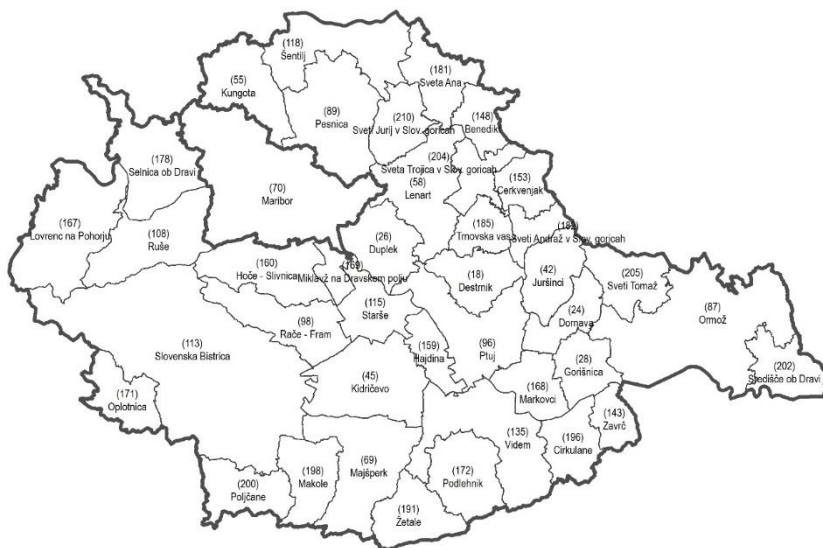 (118)
Šentilj
(181)
Sveta Ana
(55)
Kungota
(89)
Pesnica
(210)
Sveti Jurij v Slov. goricah
(148)
Benedikt
(178)
Selnica ob Dravi
(204)
Sveta Trojica v Slov. goricah
(153)
Cerkvenjak
(70)
Maribor
(58)
Lenart
(167)
Lovrenc na Pohorju
(108)
Ruše
(26)
Duplek
(185)
Trnovska vas
(182)
Sveti Andraž v Slov. goricah
(160)
Hoče - Slivnica
(169)
Miklavž na Dravskem polju
(18)
Destrnik
(42)
Juršinci
(205)
Sveti Tomaž
(87)
Ormož
(115)
Starše
(24)
Dornava
(98)
Rače - Fram
(113)
Slovenska Bistrica
(159)
Hajdina
(96)
Ptuj
(28)
Gorišnica
(202)
Središče ob Dravi
(171)
Oplotnica
(45)
Kidričevo
(168)
Markovci
(143)
Zavrč
(135)
Videm
(196)
Cirkulane
(200)
Poljčane
(198)
Makole
(69)
Majšperk
(172)
Podlehnik
(191)
Žetale